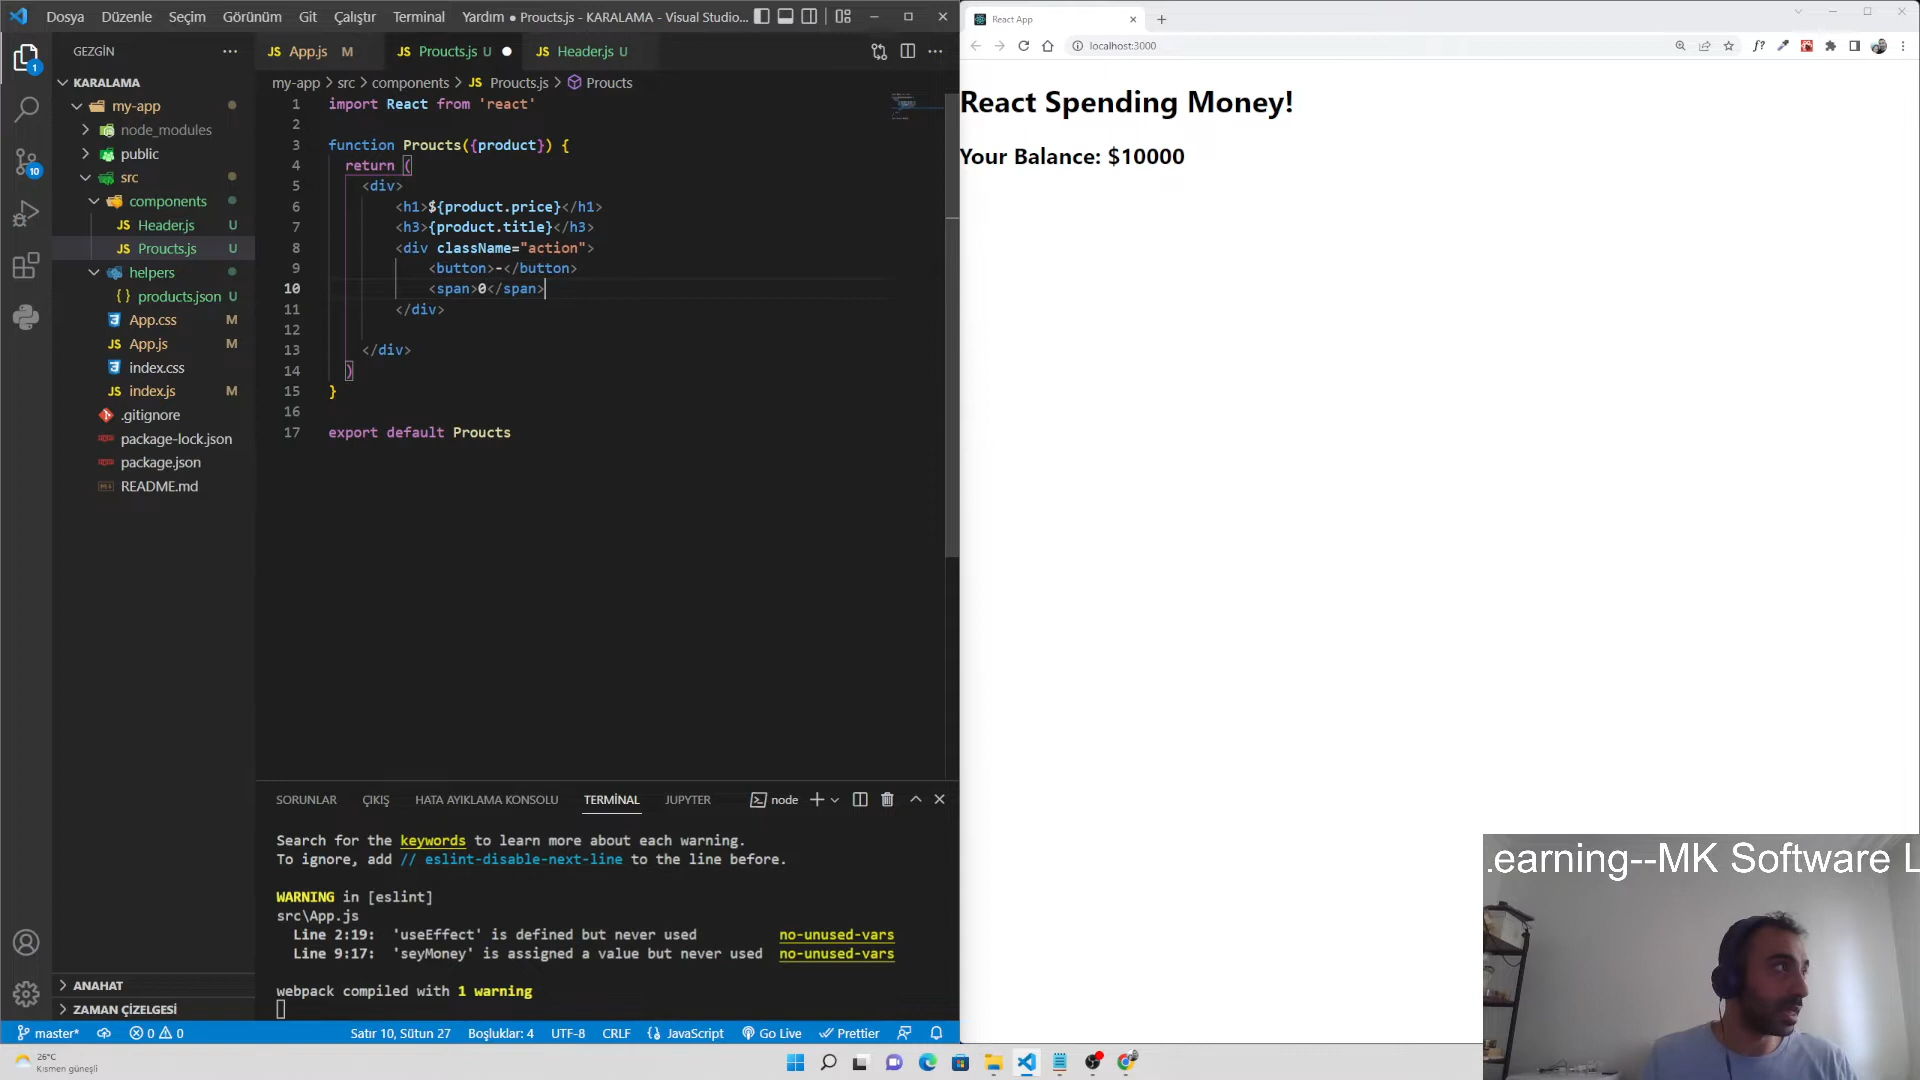 Dosya Düzenle Seçim Görünüm Git Çalıştır Terminal Yardım ● Proucts.js - KARALAMA - Visual Studio...
GEZGİN
KARALAMA
my-app
node_modules
public
src
components
JS Header.js U
JS Proucts.js U
helpers
{} products.json U
App.css M
JS App.js M
index.css
JS index.js M
.gitignore
package-lock.json
package.json
README.md
ANAHAT
ZAMAN ÇİZELGESİ
1
10
JS App.js M JS Proucts.js U JS Header.js U
my-app > src > components > JS Proucts.js > Proucts
1 import React from 'react'
2
3 function Proucts({product}) {
4 return (
5 <div>
6 <h1>${product.price}</h1>
7 <h3>{product.title}</h3>
8 <div className="action">
9 <button>-</button>
10 <span>0</span>
11 </div>
12
13 </div>
14 )
15 }
16
17 export default Proucts
SORUNLAR ÇIKIŞ HATA AYIKLAMA KONSOLU TERMİNAL JUPYTER node
Search for the keywords to learn more about each warning.
To ignore, add // eslint-disable-next-line to the line before.
WARNING in [eslint]
src\App.js
Line 2:19: 'useEffect' is defined but never used no-unused-vars
Line 9:17: 'seyMoney' is assigned a value but never used no-unused-vars
webpack compiled with 1 warning
master* 0 0 Satır 10, Sütun 27 Boşluklar: 4 UTF-8 CRLF JavaScript Go Live Prettier
React App
localhost:3000
f?
React Spending Money!
Your Balance: $10000
.earning--MK Software L
26°C
Kısmen güneşli